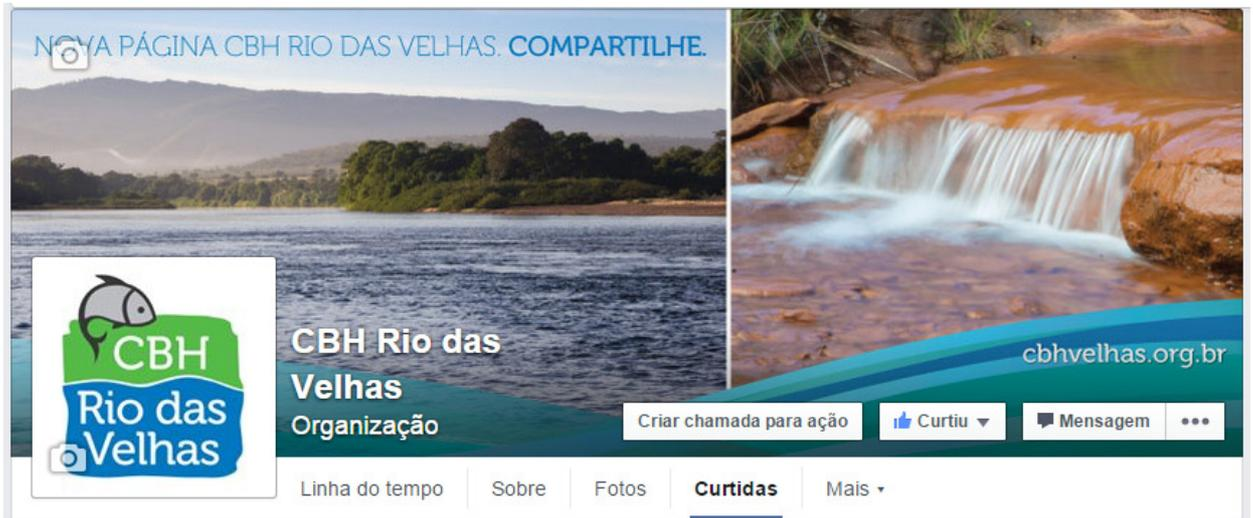 NOVA PÁGINA CBH RIO DAS VELHAS. COMPARTILHE.
CBH
Rio das
Velhas
CBH Rio das
Velhas
Organização
cbhvelhas.org.br
Criar chamada para ação
Curtiu
Mensagem
Linha do tempo
Sobre
Fotos
Curtidas
Mais